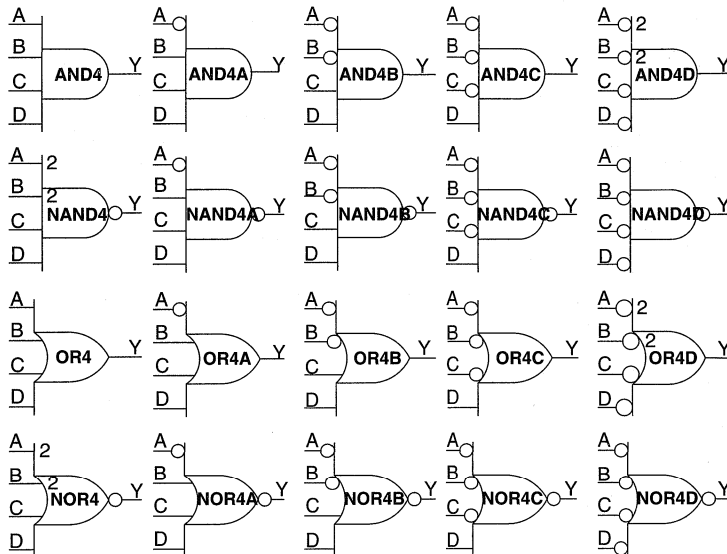 A A A A A 2
B B B B B 2
AND4 Y AND4A Y AND4B Y AND4C Y AND4D Y
C C C C C
D D D D D
A 2 A A A A
B 2 B B B B
NAND4 Y NAND4A Y NAND4B Y NAND4C Y NAND4D Y
C C C C C
D D D D D
A A A A A 2
B B B B B 2
OR4 Y OR4A Y OR4B Y OR4C Y OR4D Y
C C C C C
D D D D D
A 2 A A A A
B 2 B B B B
NOR4 Y NOR4A Y NOR4B Y NOR4C Y NOR4D Y
C C C C C
D D D D D